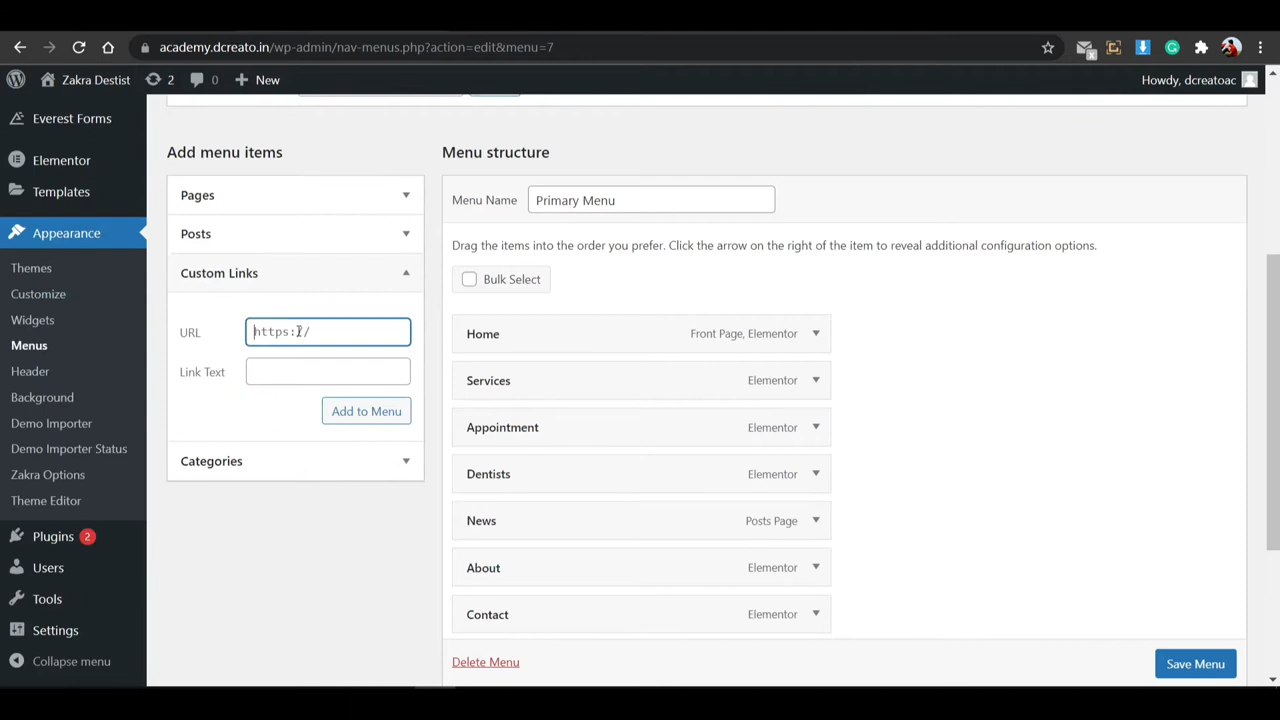 academy.dcreato.in/wp-admin/nav-menus.php?action=edit&menu=7
Zakra Destist
2
0
New
Howdy, dcreatoac
Everest Forms
Elementor
Templates
Appearance
Themes
Customize
Widgets
Menus
Header
Background
Demo Importer
Demo Importer Status
Zakra Options
Theme Editor
Plugins 2
Users
Tools
Settings
Collapse menu
Add menu items
Pages
Posts
Custom Links
URL https://
Link Text
Add to Menu
Categories
Menu structure
Menu Name Primary Menu
Drag the items into the order you prefer. Click the arrow on the right of the item to reveal additional configuration options.
Bulk Select
Home Front Page, Elementor
Services Elementor
Appointment Elementor
Dentists Elementor
News Posts Page
About Elementor
Contact Elementor
Delete Menu
Save Menu